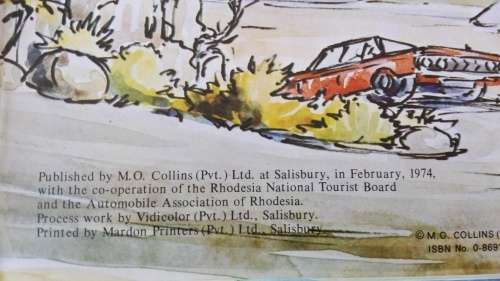 Published by M.O. Collins (Pvt.) Ltd. at Salisbury, in February, 1974,
with the co-operation of the Rhodesia National Tourist Board
and the Automobile Association of Rhodesia.
Process work by Vidicolor (Pvt.) Ltd., Salisbury.
Printed by Mardon Printers (Pvt.) Ltd., Salisbury.
© M.O. COLLINS (
ISBN No. 0-869